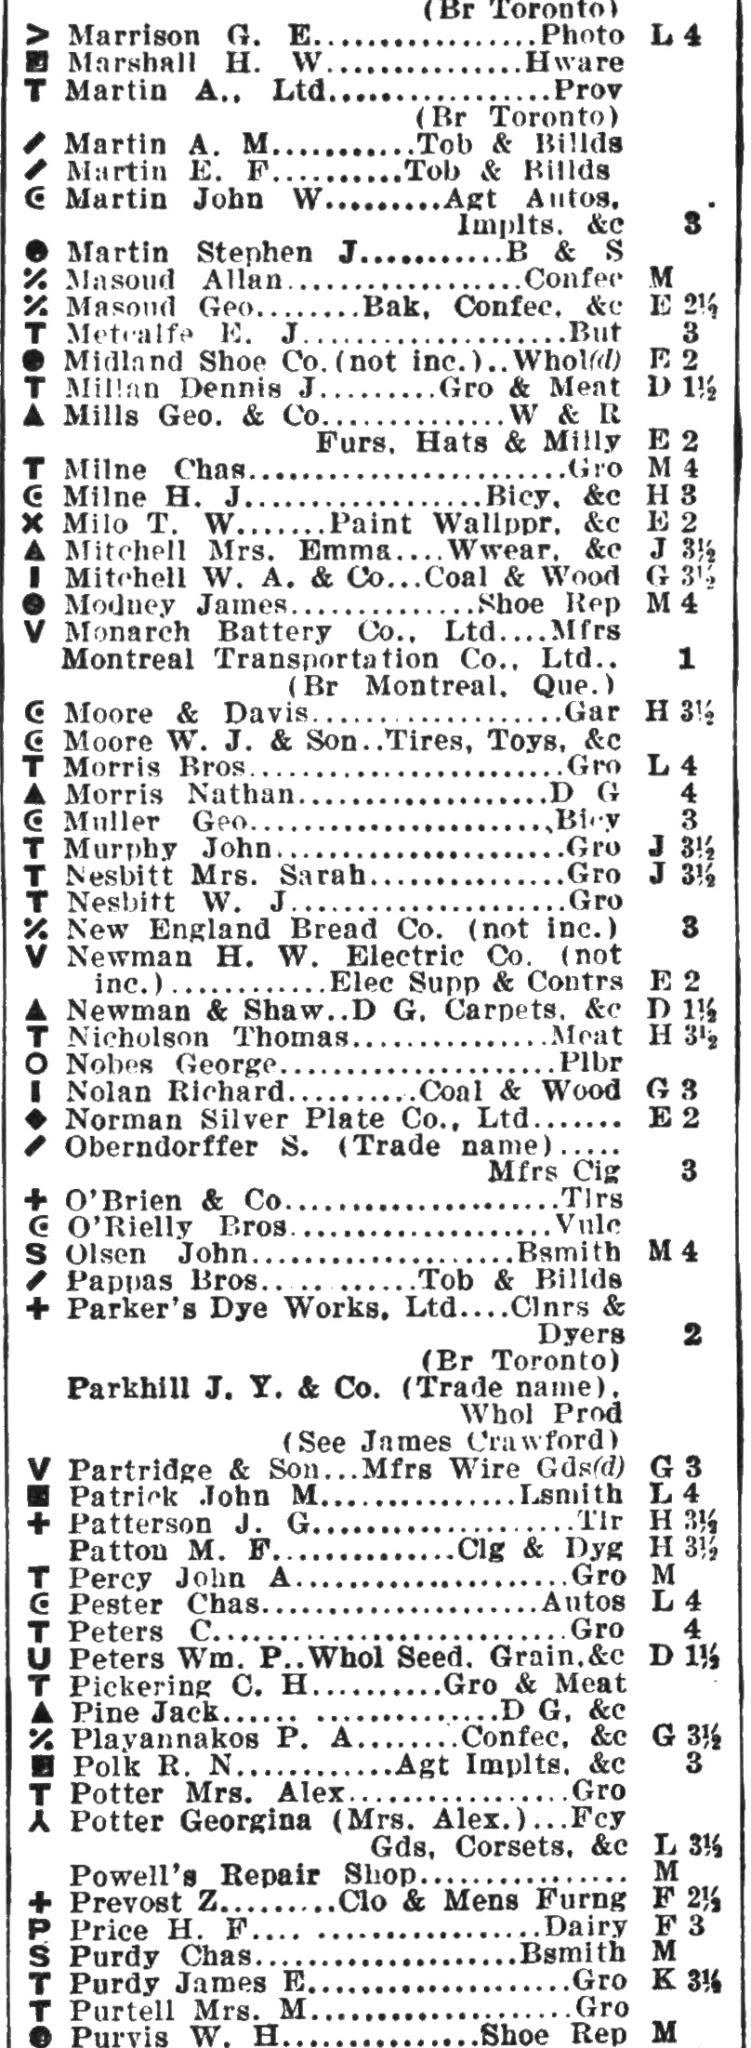 (Br Toronto)
> Marrison G. E..................Photo L 4
Marshall H. W................Hware
T Martin A., Ltd..................Prov
(Br Toronto)
Martin A. M...........Tob & Billds
Martin E. F..........Tob & Billds
Martin John W.........Agt Autos,
Implts, &c 3
● Martin Stephen J...........B & S
٪ Masoud Allan...................Confec M
٪ Masoud Geo........Bak, Confec, &c E 2½
T Metcalfe E. J......................But 3
● Midland Shoe Co.(not inc.)..Whol(d) E 2
T Millan Dennis J.........Gro & Meat D 1½
▲ Mills Geo. & Co...............W & R
Furs, Hats & Milly E 2
T Milne Chas..........................Gro M 4
Milne H. J...................Bicy, &c H 3
✕ Milo T. W.......Paint Wallppr, &c E 2
▲ Mitchell Mrs. Emma....Wwear, &c J 3½
I Mitchell W. A. & Co...Coal & Wood G 3½
● Modney James...............Shoe Rep M 4
V Monarch Battery Co., Ltd....Mfrs
Montreal Transportation Co., Ltd.. 1
(Br Montreal, Que.)
Moore & Davis.....................Gar H 3½
Moore W. J. & Son..Tires, Toys, &c
T Morris Bros..........................Gro L 4
▲ Morris Nathan....................D G 4
Muller Geo.........................Bicy 3
T Murphy John........................Gro J 3½
T Nesbitt Mrs. Sarah................Gro J 3½
T Nesbitt W. J.......................Gro
٪ New England Bread Co. (not inc.) 3
V Newman H. W. Electric Co. (not
inc.)............Elec Supp & Contrs E 2
▲ Newman & Shaw..D G, Carpets, &c D 1½
T Nicholson Thomas................Meat H 3½
O Nobes George.......................Plbr
I Nolan Richard..........Coal & Wood G 3
◆ Norman Silver Plate Co., Ltd....... E 2
Oberndorffer S. (Trade name).....
Mfrs Cig 3
+ O'Brien & Co......................Tlrs
O'Rielly Bros.....................Vulc
S Olsen John......................Bsmith M 4
Pappas Bros... ..........Tob & Billds
+ Parker's Dye Works, Ltd....Clnrs &
Dyers 2
(Br Toronto)
Parkhill J. Y. & Co. (Trade name),
Whol Prod
(See James Crawford)
V Partridge & Son...Mfrs Wire Gds(d) G 3
■ Patrick John M................Lsmith L 4
+ Patterson J. G......................Tlr H 3½
Patton M. F..............Clg & Dyg H 3½
T Percy John A......................Gro M
Pester Chas.......................Autos L 4
T Peters C.............................Gro 4
U Peters Wm. P..Whol Seed, Grain,&c D 1½
T Pickering C. H..........Gro & Meat
▲ Pine Jack...... ...............D G, &c
٪ Playannakos P. A........Confec, &c G 3½
Polk R. N............Agt Implts, &c 3
T Potter Mrs. Alex..................Gro
⅄ Potter Georgina (Mrs. Alex.)...Fcy
Gds, Corsets, &c L 3½
Powell's Repair Shop................ M
+ Prevost Z.........Clo & Mens Furng F 2½
P Price H. F.... ..................Dairy F 3
S Purdy Chas.....................Bsmith M
T Purdy James E.....................Gro K 3½
T Purtell Mrs. M.....................Gro
● Purvis W. H...............Shoe Rep M